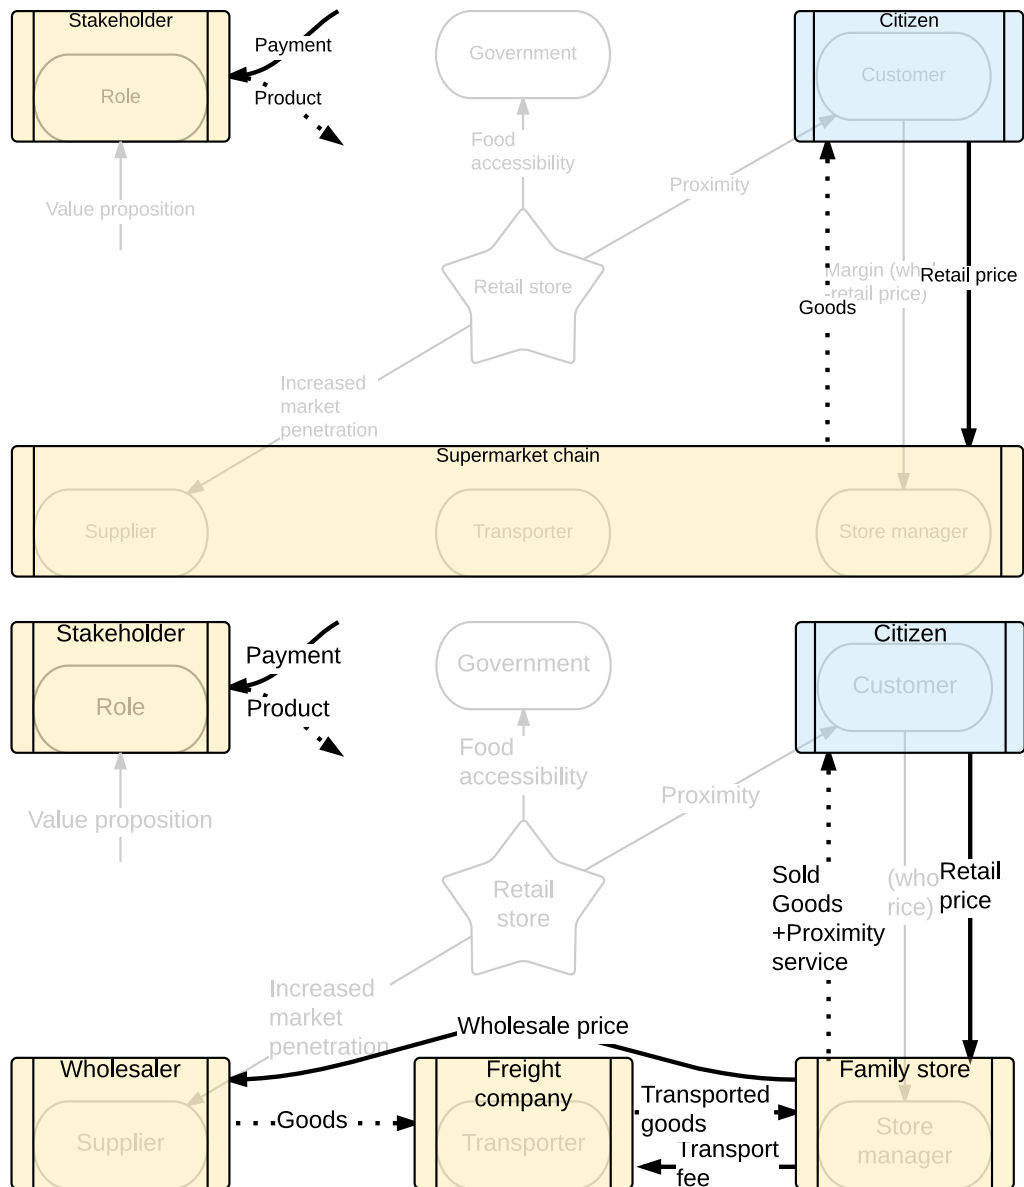 Stakeholder
Role
Value proposition
Payment
Product
Government
Food
accessibility
Retail store
Proximity
Increased
market
penetration
Citizen
Customer
Margin (who
-retail price)
Retail price
Goods
Supermarket chain
Supplier
Transporter
Store manager
Stakeholder
Role
Value proposition
Payment
Product
Government
Food
accessibility
Retail
store
Proximity
Increased
market
penetration
Citizen
Customer
Sold
Goods
+Proximity
service
(who
rice)
Retail
price
Wholesale price
Wholesaler
Supplier
Goods
Freight
company
Transporter
Transported
goods
Transport
fee
Family store
Store
manager